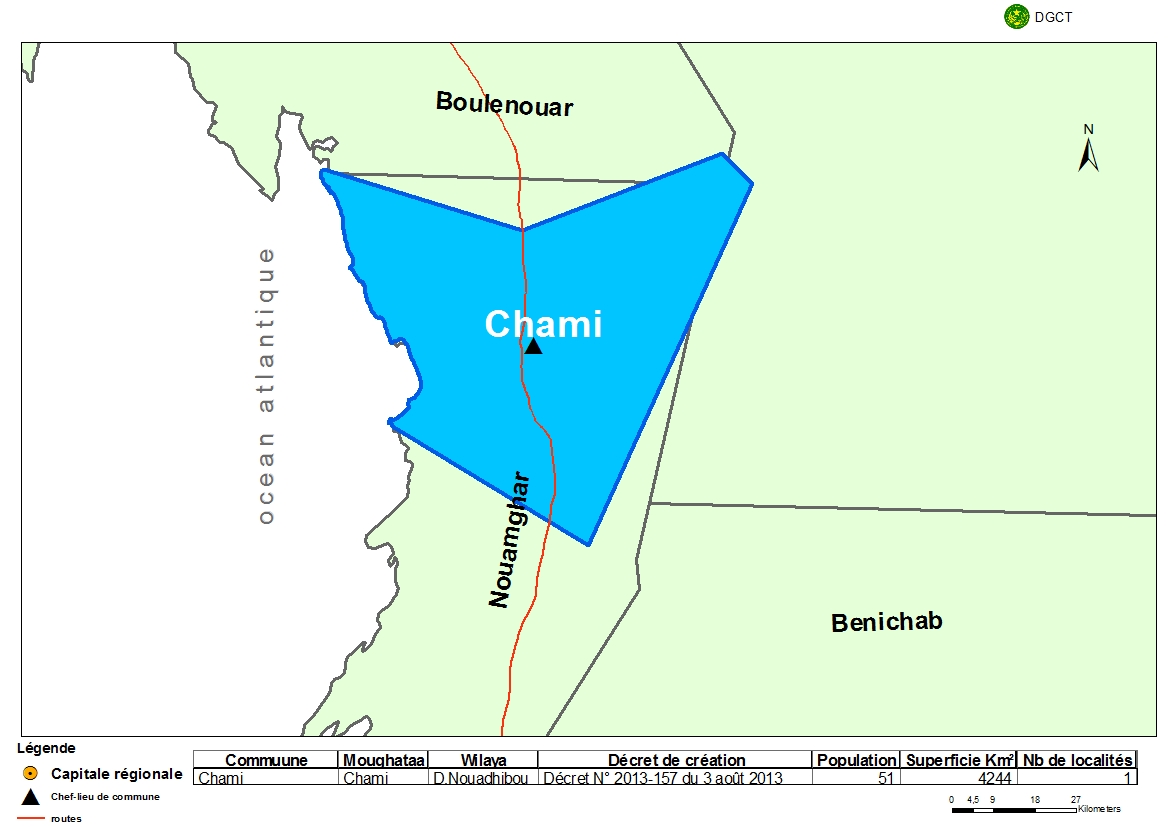 DGCT
Boulenouar
N
ocean atlantique
Chami
Nouamghar
Benichab
Légende
Capitale régionale
Chef-lieu de commune
routes
Commuune Moughataa Wilaya Décret de création Population Superficie Km² Nb de localités
Chami Chami D.Nouadhibou Décret N° 2013-157 du 3 août 2013 51 4244 1
0 4,5 9 18 27
Kilometers